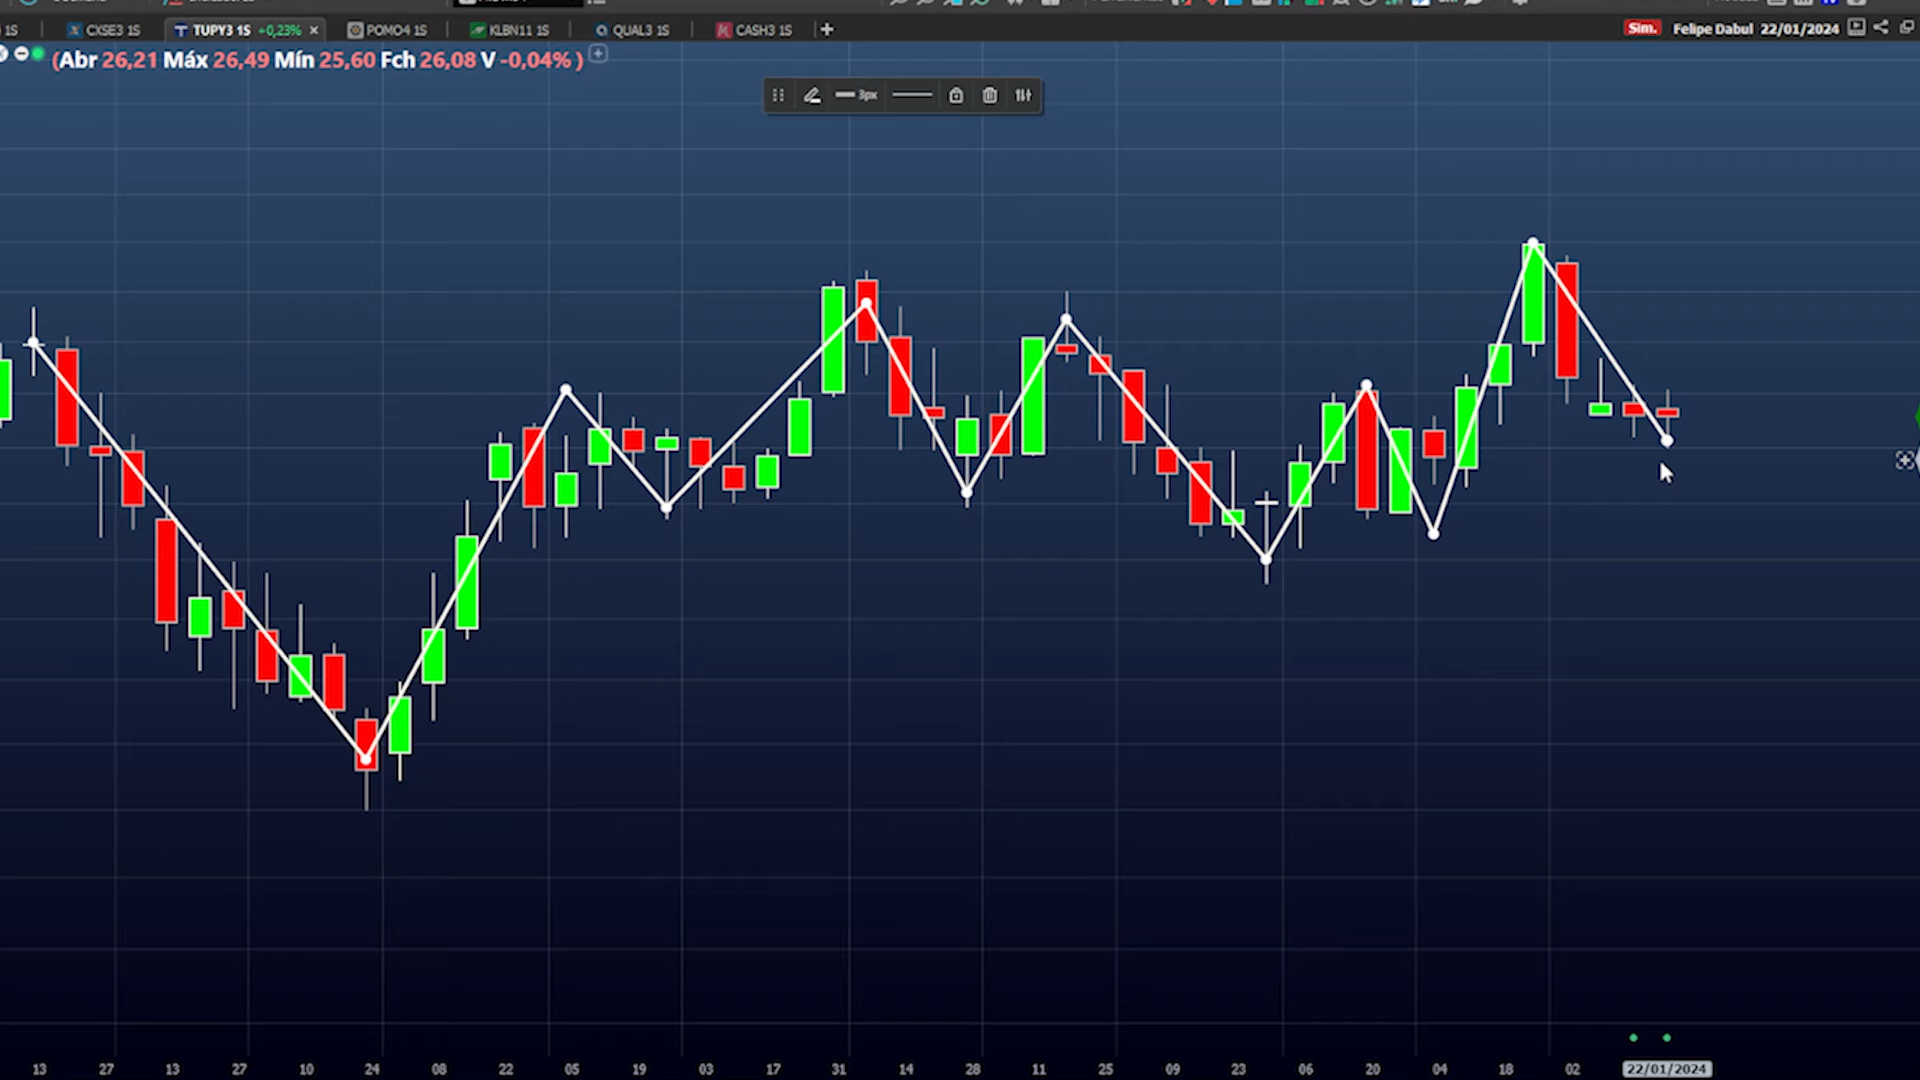 1S CXSE3 1S TUPY3 1S +0,23% × POMO4 1S KLBN11 1S QUAL3 1S CASH3 1S + Sim. Felipe Dabul 22/01/2024
(Abr 26,21 Máx 26,49 Mín 25,60 Fch 26,08 V -0,04% )
3px
13 27 13 27 10 24 08 22 05 19 03 17 31 14 28 11 25 09 23 06 20 04 18 02 22/01/2024